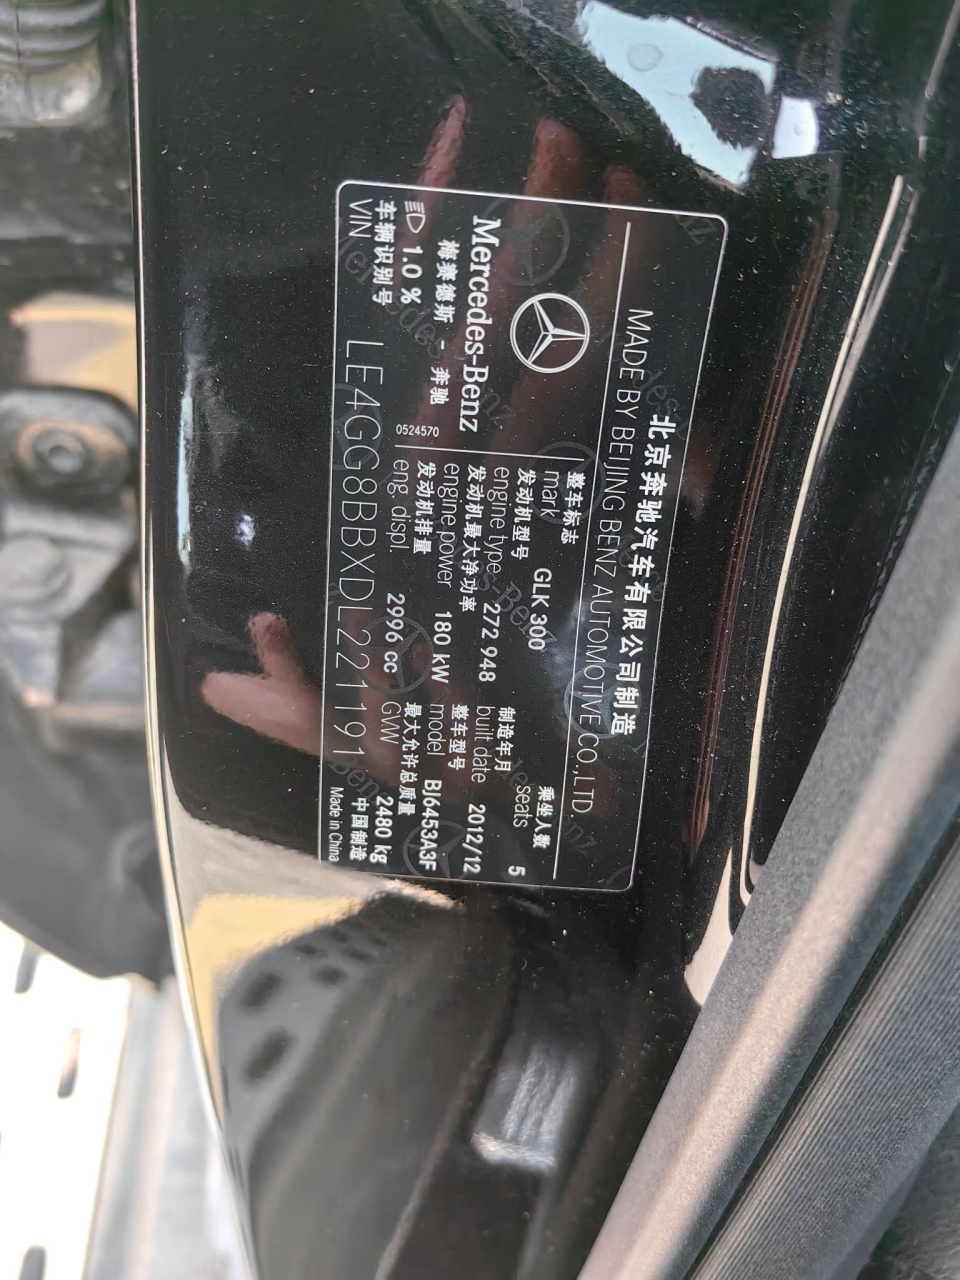 北京奔驰汽车有限公司制造
MADE BY BEIJING BENZ AUTOMOTIVE CO.,LTD.
Mercedes-Benz
梅赛德斯 - 奔驰
1.0 %
0524570
整车标志
mark GLK 300
乘坐人数
seats 5
发动机型号
engine type 272 948
制造年月
built date 2012/12
发动机最大净功率
engine power 180 kW
整车型号
model BJ6453A3F
发动机排量
eng. displ. 2996 cc
最大允许总质量
GWW 2480 kg
车辆识别号
VIN LE4GG8BBXDL221191
中国制造
Made in China